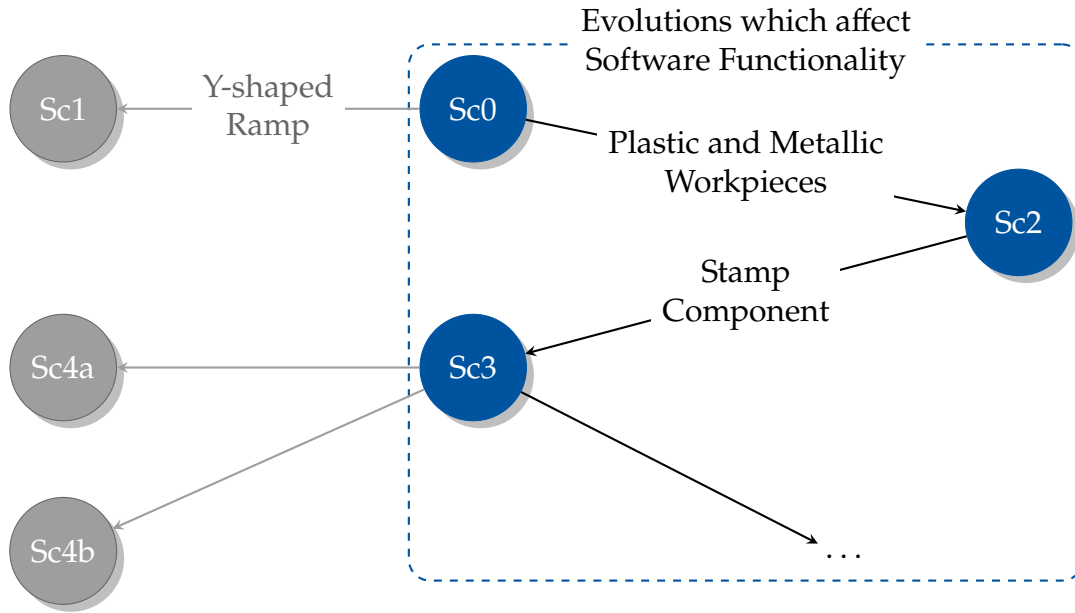 Evolutions which affect
Software Functionality
Sc1
Y-shaped
Ramp
Sc0
Plastic and Metallic
Workpieces
Sc2
Stamp
Component
Sc4a
Sc3
Sc4b
...